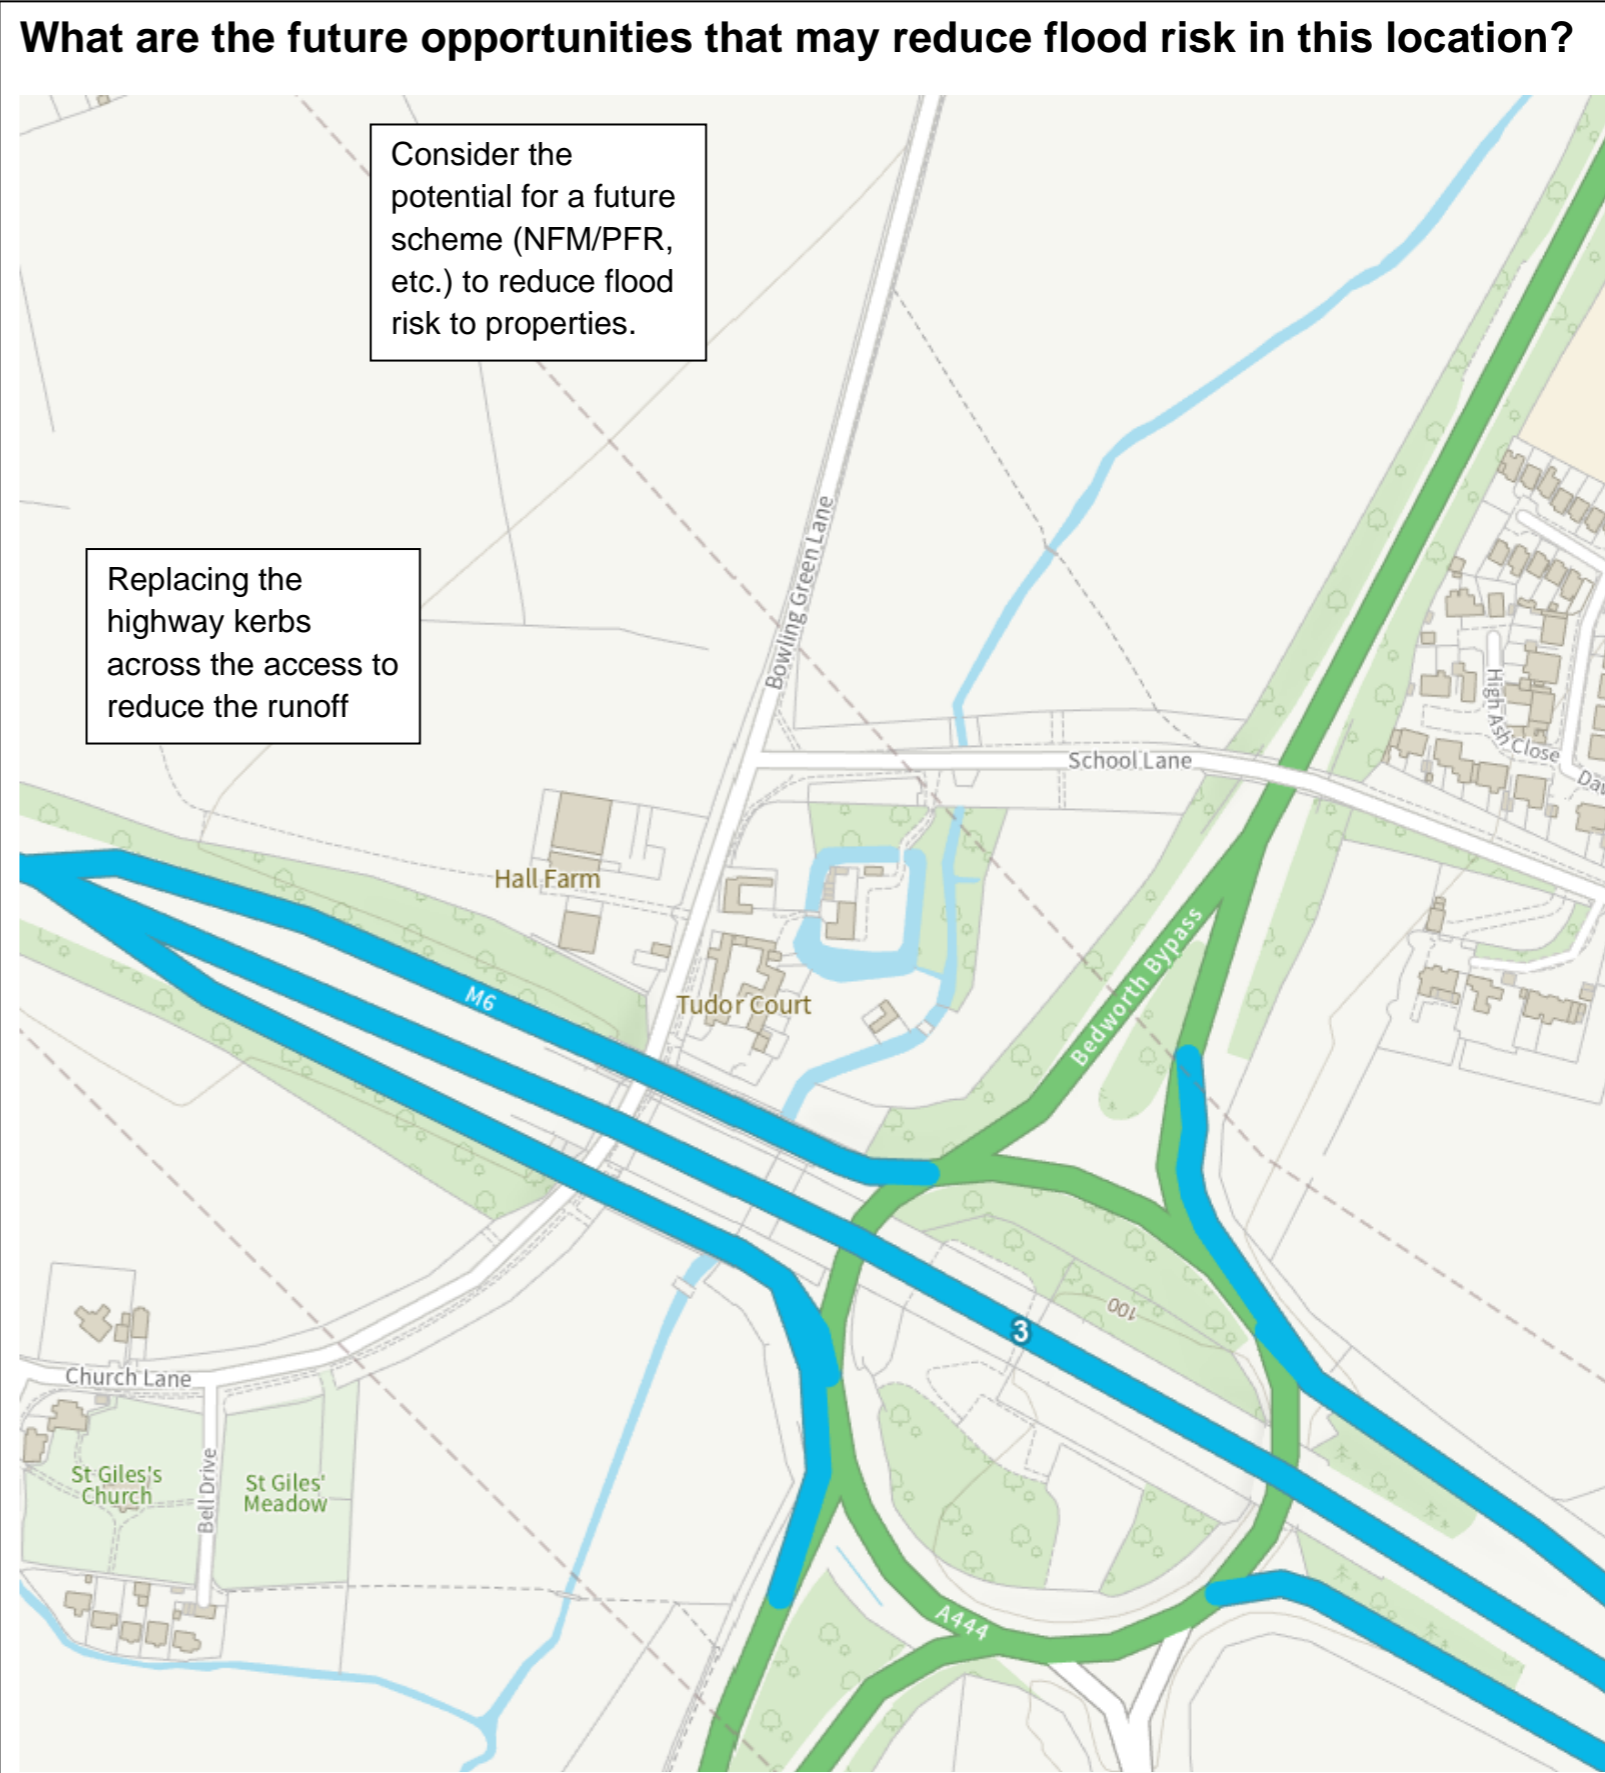 What are the future opportunities that may reduce flood risk in this location?
Consider the
potential for a future
scheme (NFM/PFR,
etc.) to reduce flood
risk to properties.
Replacing the
highway kerbs
across the access to
reduce the runoff
Bowling Green Lane
School Lane
High Ash Close
Hall Farm
Bedworth Bypass
M6
Tudor Court
100
3
Church Lane
St Giles's
Church
Bell Drive
St Giles'
Meadow
A444